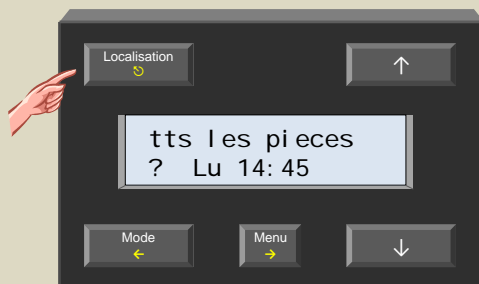 Localisation
tts les pieces
? Lu 14:45
Mode
Menu